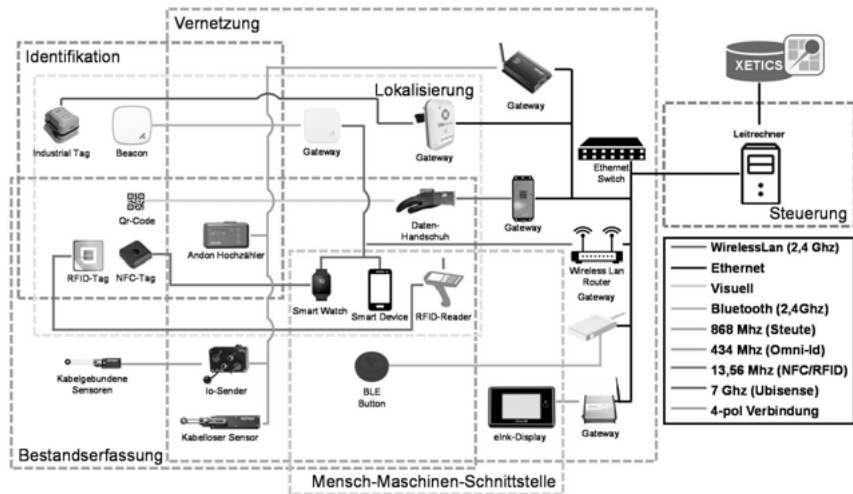 Vernetzung
Identifikation
XETICS
Lokalisierung
Gateway
Leitrechner
Industrial Tag
Beacon
Gateway
Gateway
Ethernet
Switch
Steuerung
Qr-Code
Daten-
Handschuh
Gateway
RFID-Tag
NFC-Tag
Andon Hochzähler
Wireless Lan
Router
Gateway
Smart Watch
Smart Device
RFID-Reader
Kabelgebundene
Sensoren
Io-Sender
BLE
Button
Kabelloser Sensor
eInk-Display
Gateway
Bestandserfassung
Mensch-Maschinen-Schnittstelle
WirelessLan (2,4 Ghz)
Ethernet
Visuell
Bluetooth (2,4Ghz)
868 Mhz (Steute)
434 Mhz (Omni-Id)
13,56 Mhz (NFC/RFID)
7 Ghz (Ubisense)
4-pol Verbindung